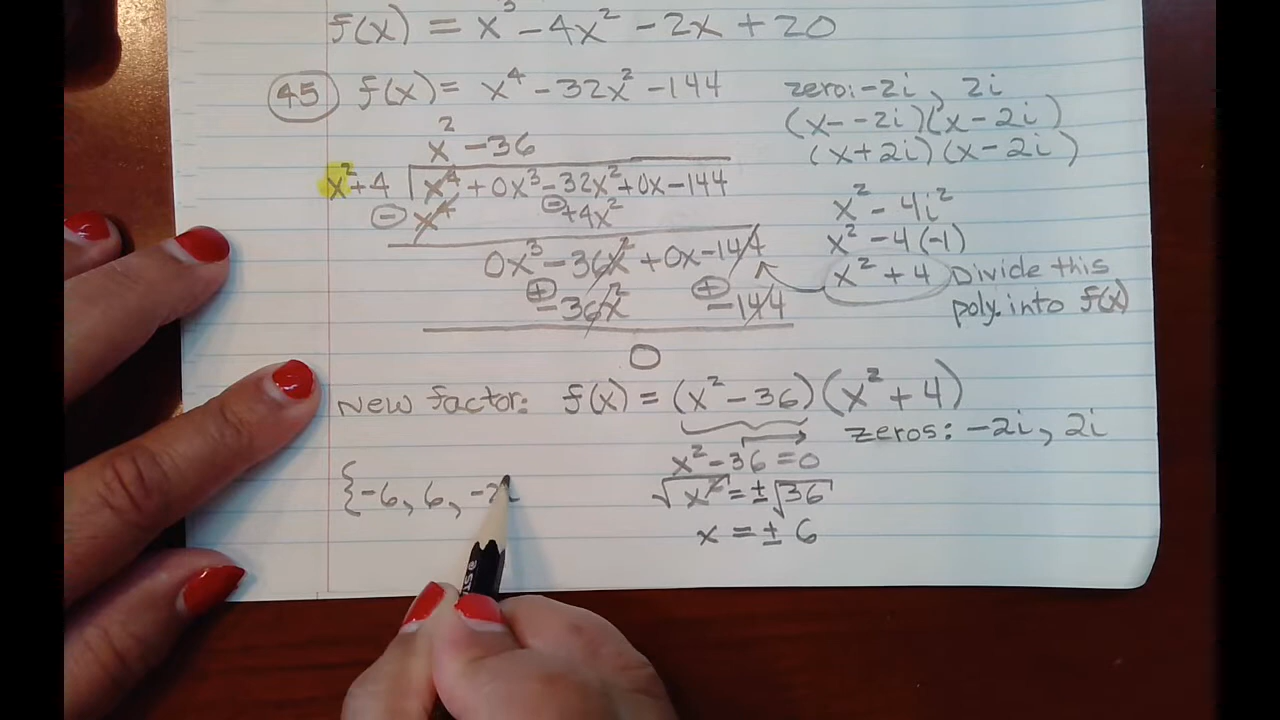 f(x) = x³ - 4x² - 2x + 20
45 f(x) = x⁴ - 32x² - 144
zero: -2i, 2i
(x - -2i)(x - 2i)
(x + 2i)(x - 2i)
x² - 36
x² + 4 x⁴ + 0x³ - 32x² + 0x - 144
- x⁴ - +4x²
x² - 4i²
x² - 4(-1)
0x³ - 36x² + 0x - 144
x² + 4 Divide this
poly. into f(x)
+ - 36x² + - 144
0
New factor: f(x) = (x² - 36)(x² + 4)
zeros: -2i, 2i
x² - 36 = 0
√x² = ± √36
x = ± 6
{-6, 6, -2